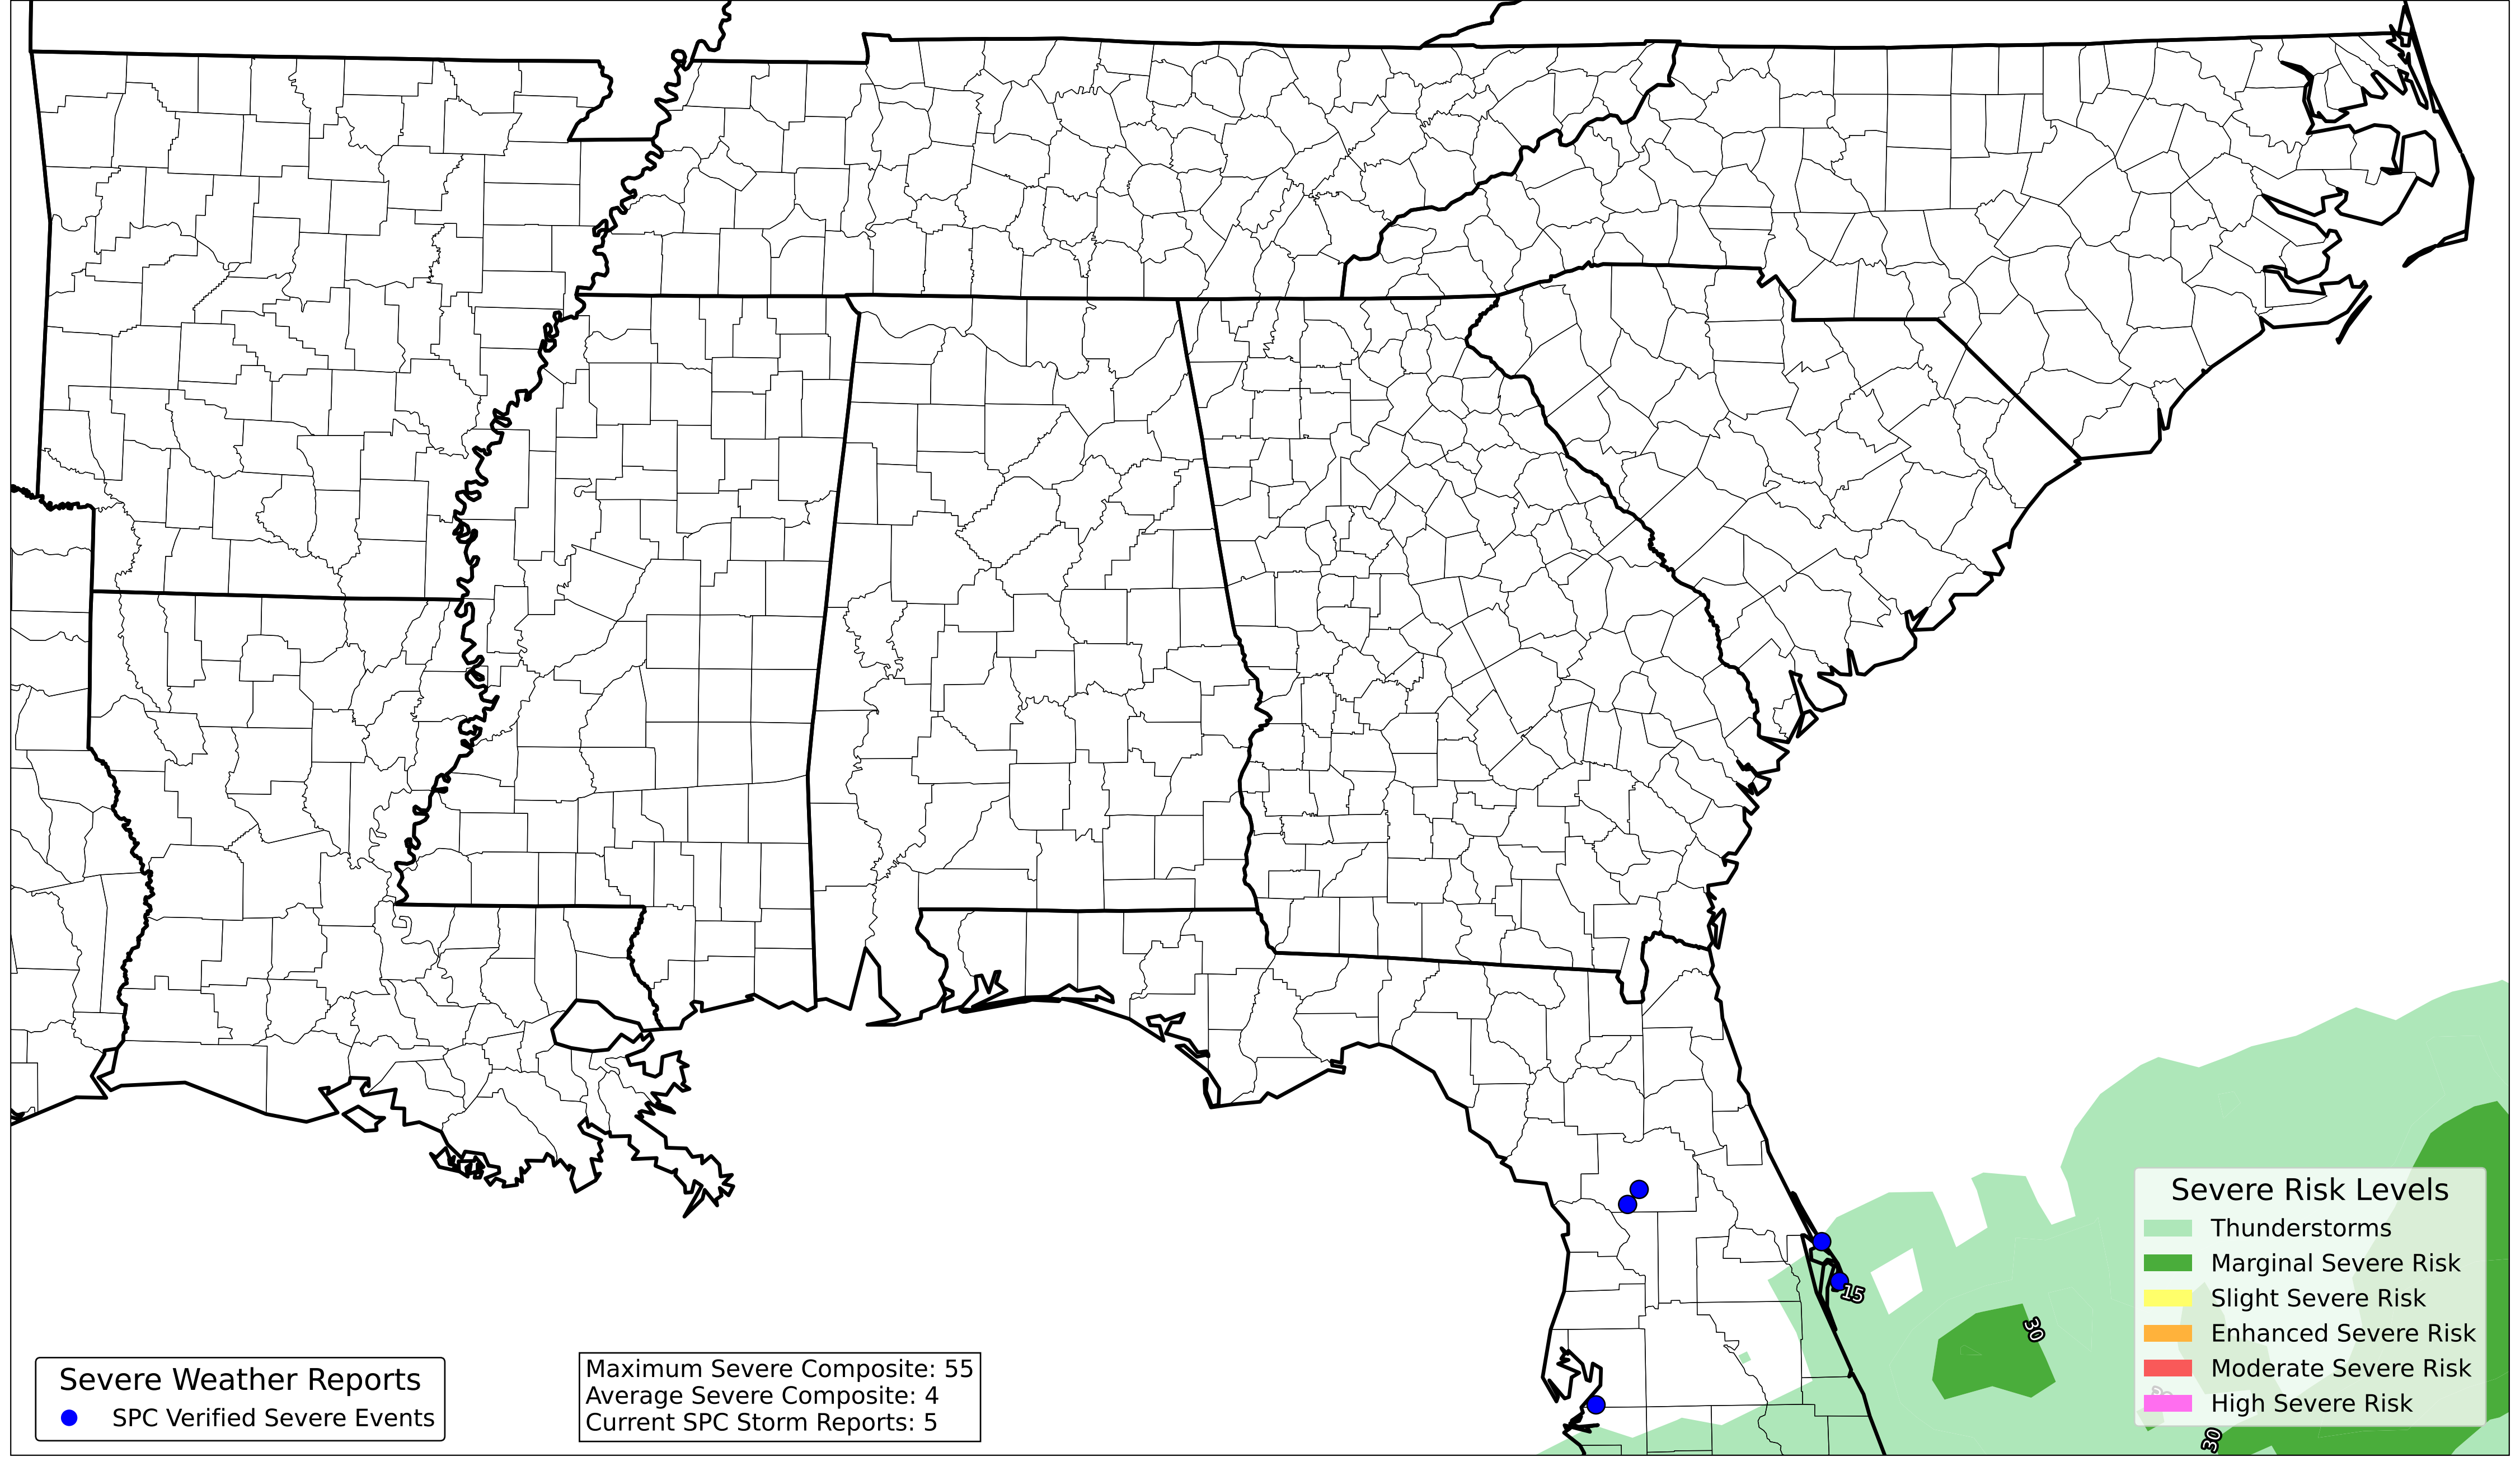 15
30
30
Severe Risk Levels
Thunderstorms
Marginal Severe Risk
Slight Severe Risk
Enhanced Severe Risk
Moderate Severe Risk
High Severe Risk
Severe Weather Reports
SPC Verified Severe Events
Maximum Severe Composite: 55
Average Severe Composite: 4
Current SPC Storm Reports: 5